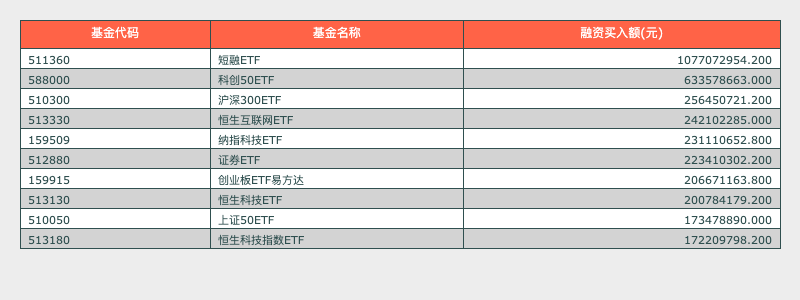 基金代码 基金名称 融资买入额(元)
511360 短融ETF 1077072954.200
588000 科创50ETF 633578663.000
510300 沪深300ETF 256450721.200
513330 恒生互联网ETF 242102285.000
159509 纳指科技ETF 231110652.800
512880 证券ETF 223410302.200
159915 创业板ETF易方达 206671163.800
513130 恒生科技ETF 200784179.200
510050 上证50ETF 173478890.000
513180 恒生科技指数ETF 172209798.200